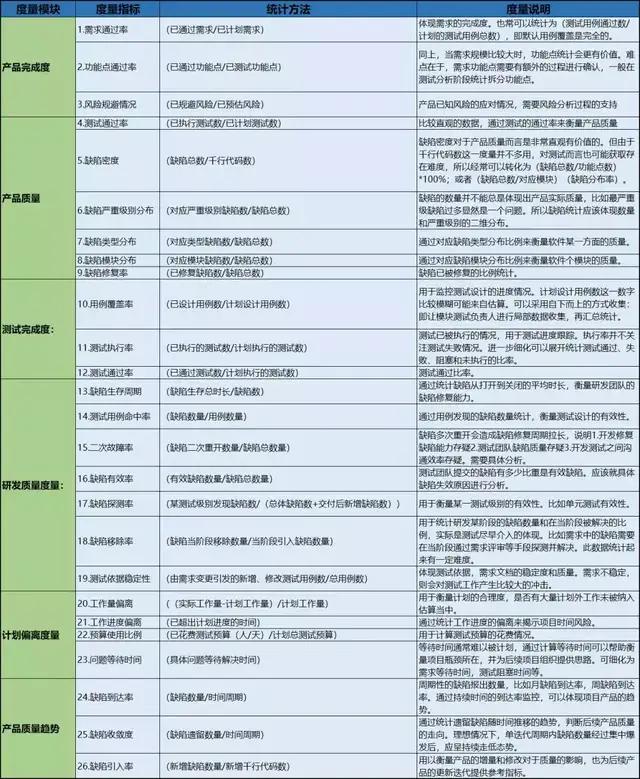 度量模块 度量指标 统计方法 度量说明
产品完成度
1.需求通过率 (已通过需求/已计划需求) 体现需求的完成度。也常可以统计为（测试用例通过数/
计划的测试用例总数），即默认用例覆盖是完全的。
2.功能点通过率 (已通过功能点/已测试功能点) 同上，当需求规模比较大时，功能点统计会更有价值。难
点在于，需求功能点需要有额外的过程进行确认，一般在
测试分析阶段统计拆分功能点。
3.风险规避情况 (已规避风险/已预估风险) 产品已知风险的应对情况，需要风险分析过程的支持
产品质量
4.测试通过率 (已执行测试数/已计划测试数) 比较直观的数据，通过测试的通过率来衡量产品质量
5.缺陷密度 (缺陷总数/千行代码数) 缺陷密度对于产品质量而言是非常直观有价值的。但由于
千行代码数这一度量并不多用，对测试而言也可能获取存
在难度，所以经常可以转化为（缺陷总数/功能点数）
*100%；或者（缺陷总数/对应模块）（缺陷分布率）。
6.缺陷严重级别分布 (对应严重级别缺陷数/缺陷总数) 缺陷的数量并不能总是体现出产品实际质量，比如最严重
级缺陷过多显然是一个问题。所以缺陷统计应该体现数量
和严重级别的二维分布。
7.缺陷类型分布 (对应类型缺陷数/缺陷总数) 通过对应缺陷类型分布比例来衡量软件某一方面的质量。
8.缺陷模块分布 (对应模块缺陷数/缺陷总数) 通过对应缺陷模块分布比例来衡量软件个模块的质量。
9.缺陷修复率 (已修复缺陷数/缺陷总数) 缺陷已被修复的比例统计。
测试完成度：
10.用例覆盖率 (已设计用例数/计划设计用例数) 用于监控测试设计的进度情况。计划设计用例数这一数字
比较模糊可能来自估算。可以采用自下而上的方式收集：
即让模块测试负责人进行局部数据收集，再汇总统计。
11.测试执行率 (已执行的测试数/计划执行的测试数) 测试已被执行的情况，用于测试进度跟踪。执行率并不关
注测试失败情况。进一步细化可以展开统计测试通过、失
败、阻塞和未执行的比率。
12.测试通过率 (已通过测试数/计划执行的测试数) 测试通过比率。
研发质量度量：
13.缺陷生存周期 (缺陷生存总时长/缺陷数) 通过统计缺陷从打开到关闭的平均时长，衡量研发团队的
缺陷修复能力。
14.测试用例命中率 (缺陷数量/用例数量) 通过用例发现的缺陷数量统计，衡量测试设计的有效性。
15.二次故障率 (缺陷二次重开数量/缺陷总数量) 缺陷多次重开会造成缺陷修复周期拉长，说明1.开发修复
缺陷能力存疑2.测试团队缺陷质量存疑3.开发测试之间沟
通效率存疑。需要具体分析。
16.缺陷有效率 (有效缺陷数量/缺陷总数量) 测试团队提交的缺陷有多少比重是有效缺陷。应该就具体
缺陷失效原因进行分析。
17.缺陷探测率 (某测试级别发现缺陷数/（总体缺陷数+交付后新增缺陷数）) 用于衡量某一测试级别的有效性。比如单元测试有效性。
18.缺陷移除率 (缺陷当阶段移除数量/当阶段引入缺陷数量) 用于统计研发某阶段的缺陷数量和在当阶段被解决的比
例，实际是测试尽早介入的体现。比如需求中的缺陷需要
在当阶段通过需求评审等手段探测并解决。此数据统计起
来有一定难度。
19.测试依据稳定性 (由需求变更引发的新增、修改测试用例数/总用例数) 体现测试依据，需求文档的稳定度和质量。需求不稳定，
则会对测试工作产生比较大的冲击。
计划偏离度量
20.工作量偏离 (（实际工作量-计划工作量）/计划工作量) 用于衡量计划的合理度，是否有大量计划外工作未被纳入
估算当中。
21.工作进度偏离 (已超出计划进度的时间) 通过统计工作进度的偏离来揭示项目时间风险。
22.预算使用比例 (已花费测试预算（人/天）/计划总测试预算) 用于计算测试预算的花费情况。
23.问题等待时间 (具体问题等待解决时间) 等待时间通常难以被计划，通过计算等待时间可以帮助衡
量项目瓶颈所在，并为后续项目组织提供思路。可细化为
需求等待时间，测试阻塞时间等。
产品质量趋势
24.缺陷到达率 (缺陷数量/时间周期) 周期性的缺陷报出数量，比如月缺陷到达率，周缺陷到达
率。通过持续时间的到达率监控，可以体现项目产品的趋
势。
25.缺陷收敛度 (缺陷遗留数量/时间周期) 通过统计遗留缺陷随时间推移的趋势，判断后续产品质量
的走向。理想情况下，单迭代周期内缺陷数量经过集中爆
发后，应呈持续走低态势。
26.缺陷引入率 (新增缺陷数量/新增千行代码数) 用以衡量产品的增量和修改对于质量的影响，也为后续产
品的更新迭代提供参考指标。